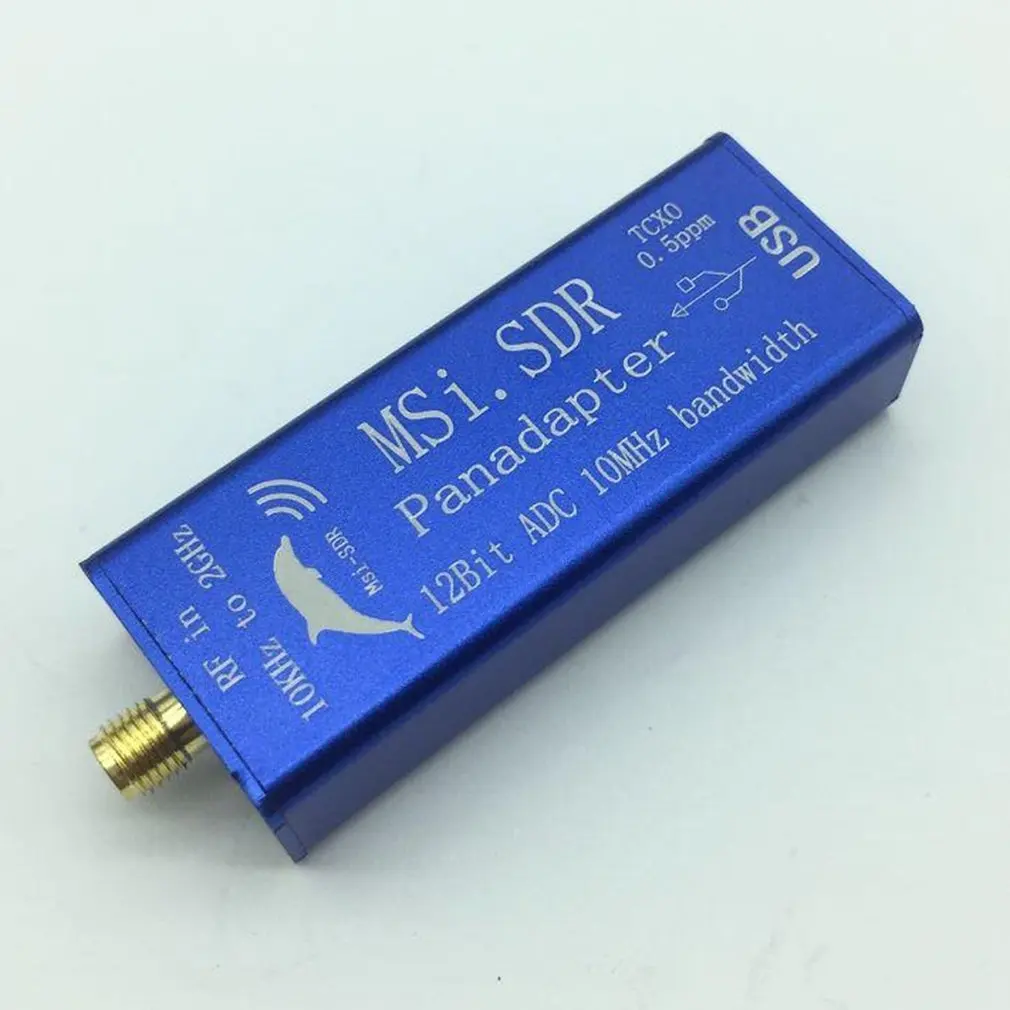 TCXO
0.5ppm
USB
MSi.SDR
Panadapter
12Bit ADC 10MHz bandwidth
Msi-SDR
RF in
10KHz to 2GHz